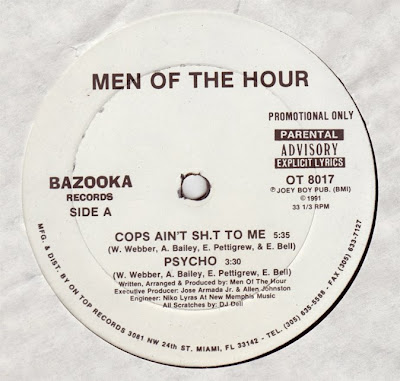 MEN OF THE HOUR
PROMOTIONAL ONLY
PARENTAL
ADVISORY
EXPLICIT LYRICS
BAZOOKA
RECORDS
SIDE A
OT 8017
℗ JOEY BOY PUB. (BMI)
© 1991
33 1/3 RPM
COPS AIN'T SH.T TO ME 5:35
(W. Webber, A. Bailey, E. Pettigrew, & E. Bell)
PSYCHO 3:30
(W. Webber, A. Bailey, E. Pettigrew, E. Bell)
Written, Arranged & Produced by: Men Of The Hour
Executive Producer: Jose Armada Jr. & Allen Johnston
Engineer: Niko Lyras At New Memphis Music
All Scratches by: DJ Dell
MFG. & DIST. BY ON TOP RECORDS 3081 NW 24th ST. MIAMI, FL 33142 - TEL. (305) 635-5588 - FAX (305) 633-7127